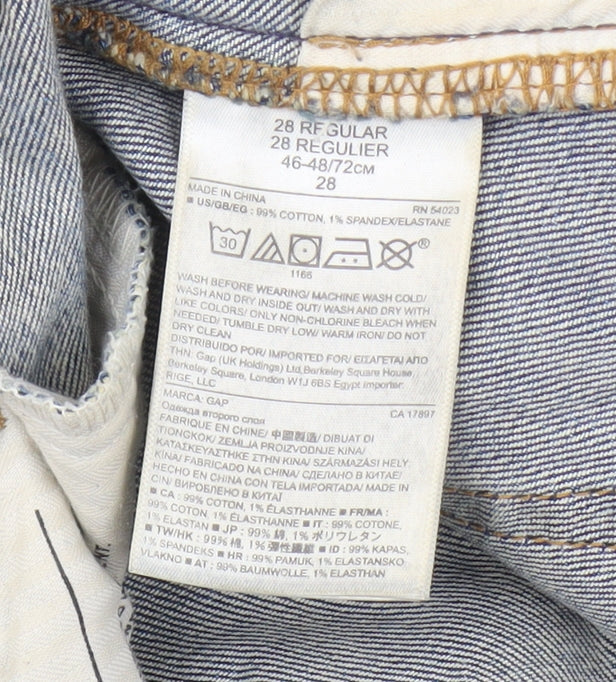 28 REGULAR
28 REGULIER
46-48/72CM
28
MADE IN CHINA
RN 54023
■ US/GB/EG : 99% COTTON, 1% SPANDEX/ELASTANE
30
®
1166
WASH BEFORE WEARING/ MACHINE WASH COLD/
WASH AND DRY INSIDE OUT/ WASH AND DRY WITH
LIKE COLORS/ ONLY NON-CHLORINE BLEACH WHEN
NEEDED/ TUMBLE DRY LOW/ WARM IRON/ DO NOT
DRY CLEAN
DISTRIBUIDO POR/ IMPORTED FOR/ ΕΙΣΑΓΕΤΑΙ ΑΠΟ
ΤΗΝ: Gap (UK Holdings) Ltd,Berkeley Square House,
Berkeley Square, London W1J 6BS Egypt importer:
RIGE, LLC
MARCA: GAP
CA 17897
Одежда второго слоя
FABRIQUE EN CHINE/ 中國製造/ DIBUAT DI
TIONGKOK/ ZEMLJA PROIZVODNJE KINA/
ΚΑΤΑΣΚΕΥΑΣΤΗΚΕ ΣΤΗΝ ΚΙΝΑ/ SZÁRMAZÁSI HELY:
KÍNA/ FABRICADO NA CHINA/ СДЕЛАНО В КИТАЕ/
HECHO EN CHINA CON TELA IMPORTADA/ MADE IN
CIN/ ВИРОБЛЕНО В КИТАЇ
■ CA : 99% COTON, 1% ÉLASTHANNE ■ FR/MA :
99% COTON, 1% ÉLASTHANNE ■ IT : 99% COTONE,
1% ELASTAN ■ JP : 99% 綿, 1% ポリウレタン
■ TW/HK : 99% 棉, 1% 彈性纖維 ■ ID : 99% KAPAS,
1% SPANDEKS ■ HR : 99% PAMUK, 1% ELASTANSKO
VLAKNO ■ AT : 99% BAUMWOLLE, 1% ELASTHAN